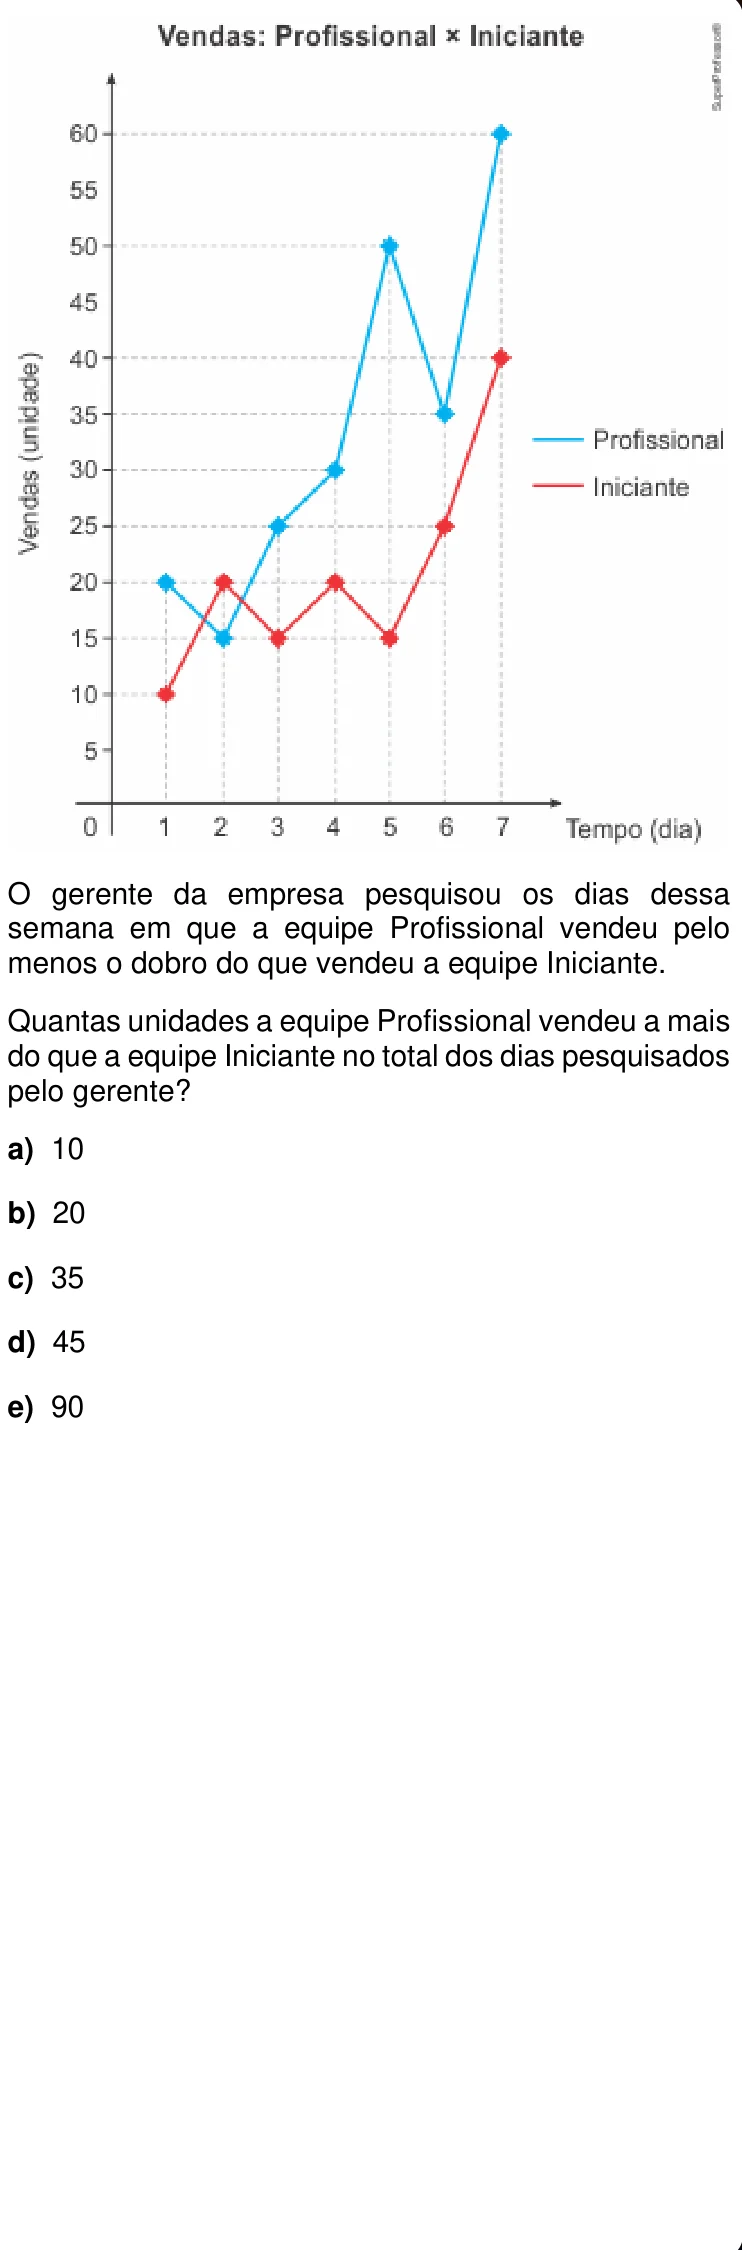 Vendas: Profissional × Iniciante
SuperProfessor®
Vendas (unidade)
60
55
50
45
40
35
30
25
20
15
10
5
0 1 2 3 4 5 6 7 Tempo (dia)
Profissional
Iniciante
O gerente da empresa pesquisou os dias dessa
semana em que a equipe Profissional vendeu pelo
menos o dobro do que vendeu a equipe Iniciante.
Quantas unidades a equipe Profissional vendeu a mais
do que a equipe Iniciante no total dos dias pesquisados
pelo gerente?
a) 10
b) 20
c) 35
d) 45
e) 90